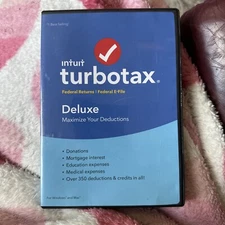 intuit
turbotax®
Federal Returns + Federal E-File
Deluxe
Maximize Your Deductions
• Donations
• Mortgage interest
• Education expenses
• Medical expenses
• Over 350 deductions & credits in all!